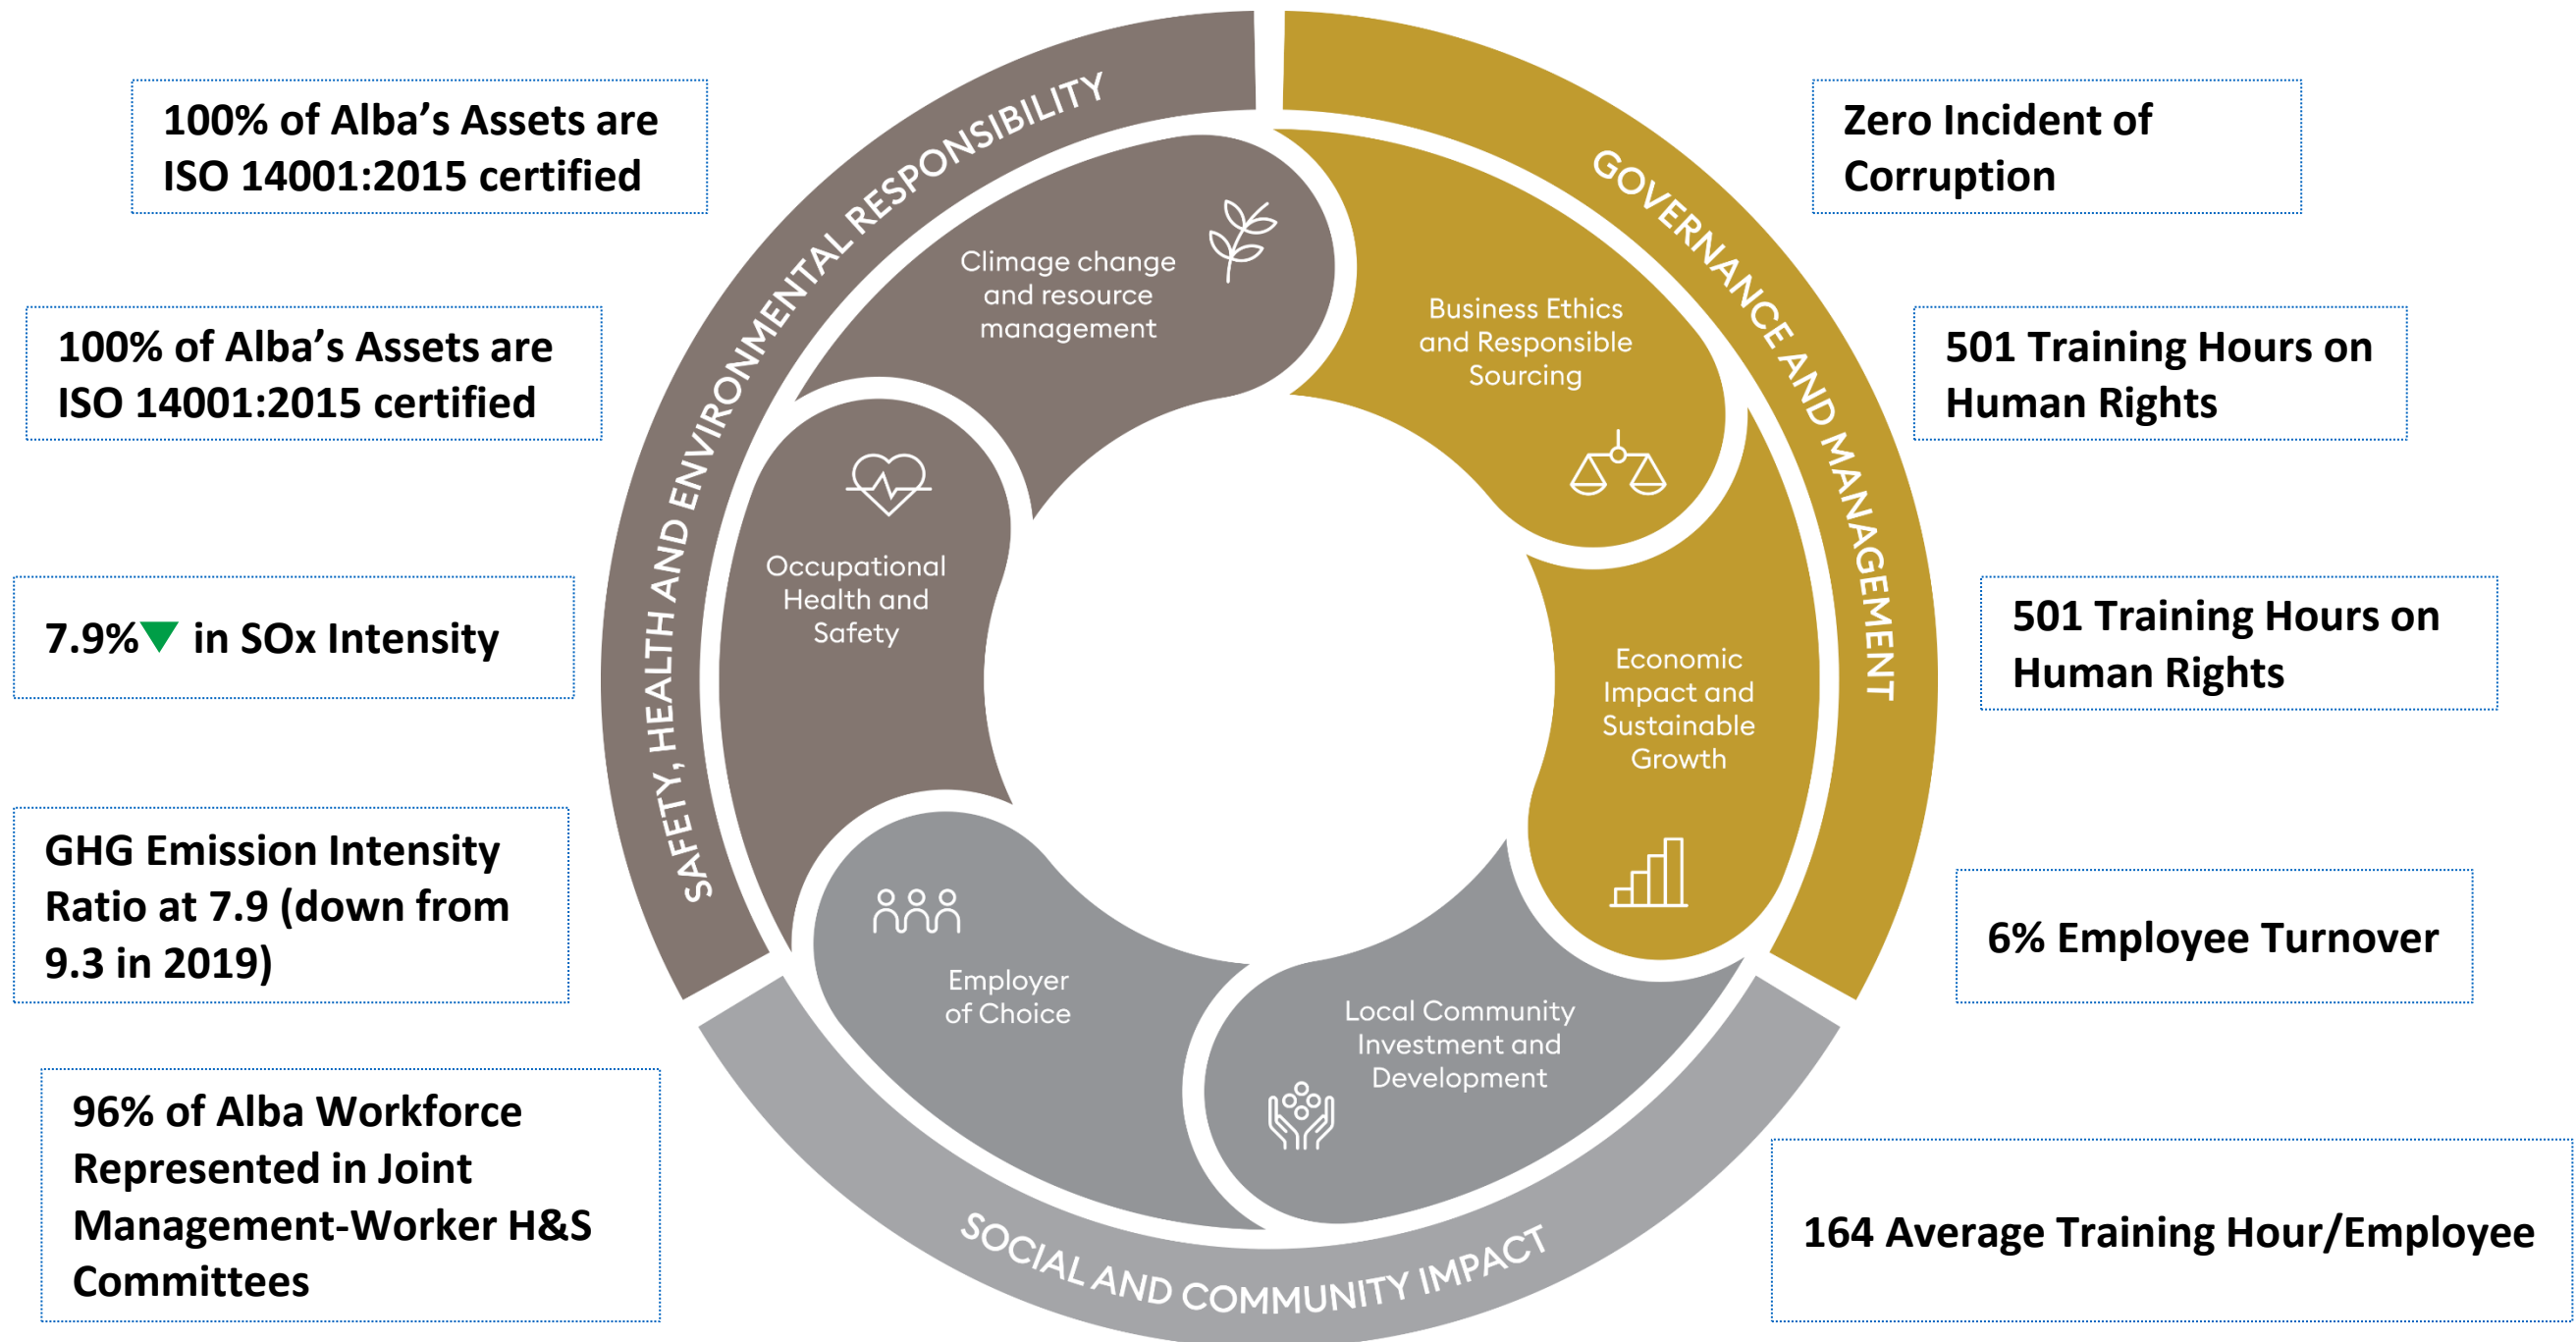 100% of Alba’s Assets are
ISO 14001:2015 certified
100% of Alba’s Assets are
ISO 14001:2015 certified
7.9%▼ in SOx Intensity
GHG Emission Intensity
Ratio at 7.9 (down from
9.3 in 2019)
96% of Alba Workforce
Represented in Joint
Management-Worker H&S
Committees
SAFETY, HEALTH AND ENVIRONMENTAL RESPONSIBILITY
Climage change
and resource
management
Occupational
Health and
Safety
GOVERNANCE AND MANAGEMENT
Business Ethics
and Responsible
Sourcing
Economic
Impact and
Sustainable
Growth
Employer
of Choice
Local Community
Investment and
Development
SOCIAL AND COMMUNITY IMPACT
Zero Incident of
Corruption
501 Training Hours on
Human Rights
501 Training Hours on
Human Rights
6% Employee Turnover
164 Average Training Hour/Employee